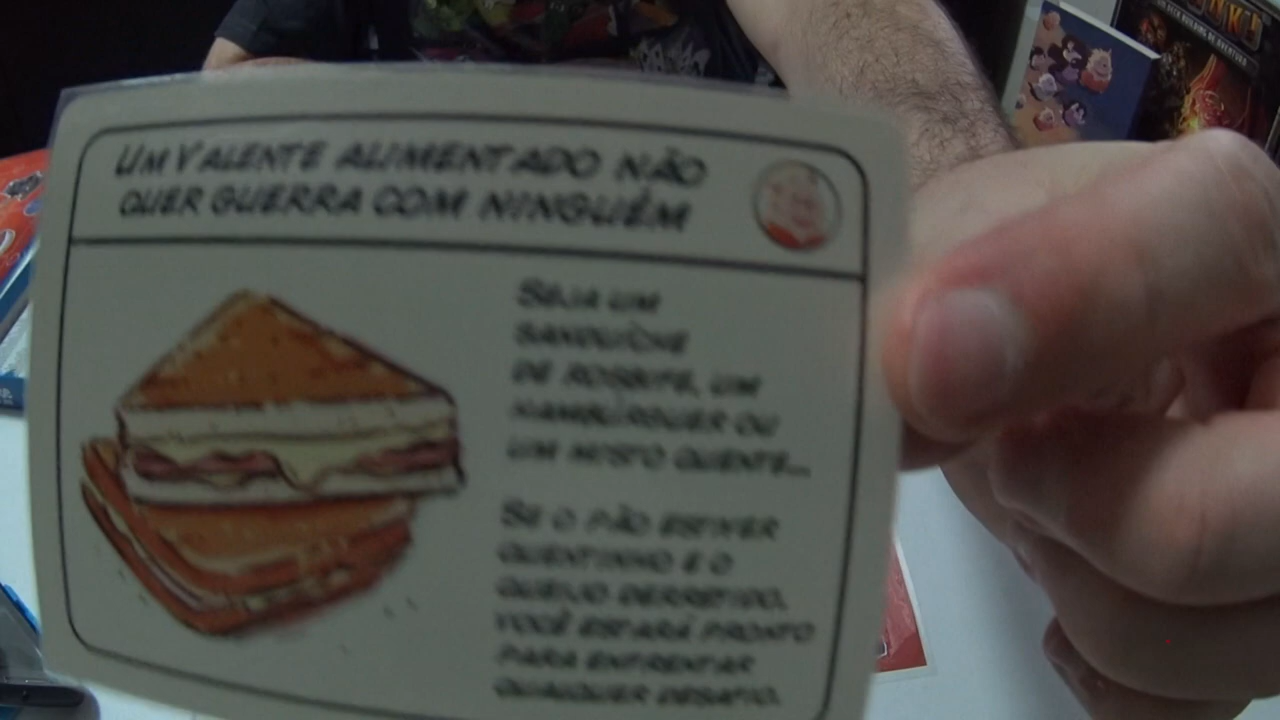 UM VALENTE ALIMENTADO NÃO
QUER GUERRA COM NINGUÉM
SEJA UM
SANDUÍCHE
DE ROSBIFE, UM
HAMBÚRGUER OU
UM MISTO QUENTE...
SE O PÃO ESTIVER
QUENTINHO E O
QUEIJO DERRETIDO,
VOCÊ ESTARÁ PRONTO
PARA ENFRENTAR
QUALQUER DESAFIO.